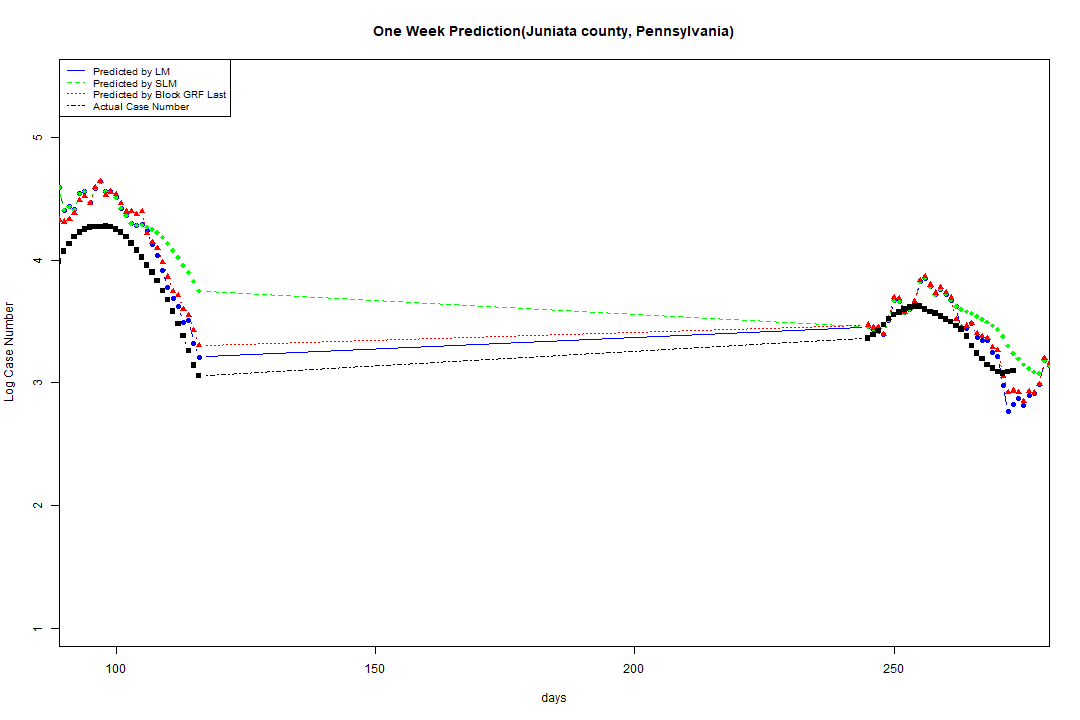 One Week Prediction(Juniata county, Pennsylvania)
Predicted by LM
Predicted by SLM
Predicted by Block GRF Last
Actual Case Number
5
4
3
2
1
Log Case Number
100 150 200 250
days